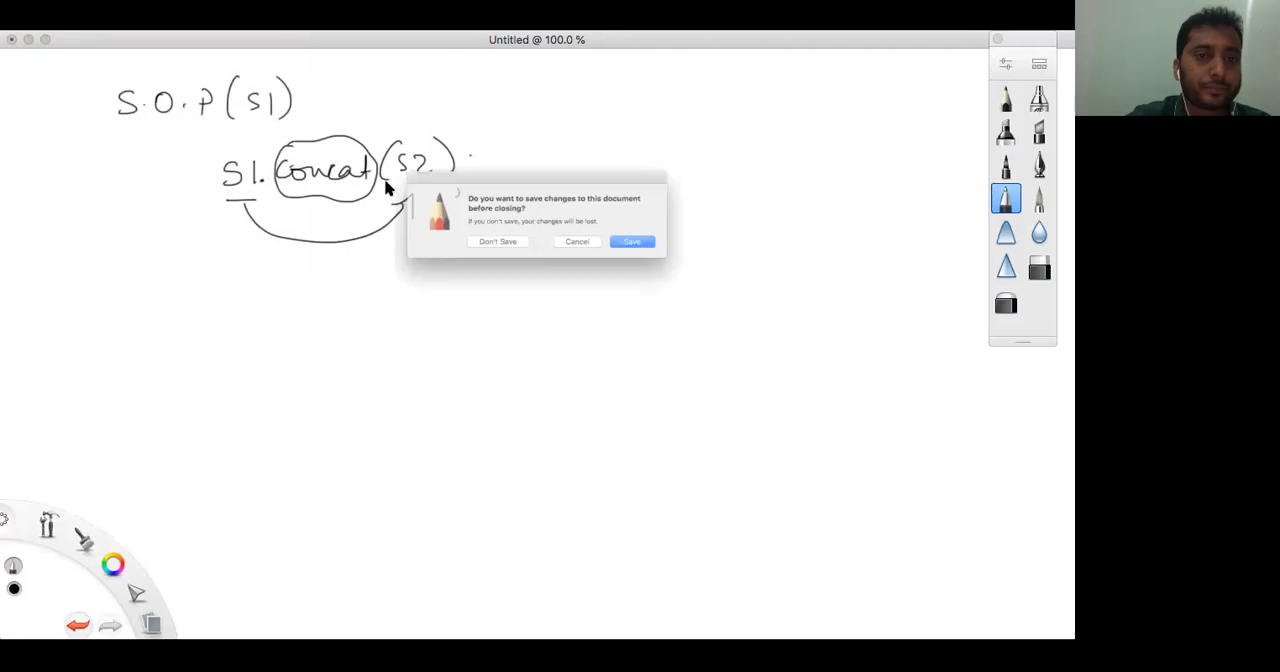 Untitled @ 100.0 %
S.O.P(S1)
S1.concat(S2)
Do you want to save changes to this document
before closing?
If you don't save, your changes will be lost.
Don't Save Cancel Save